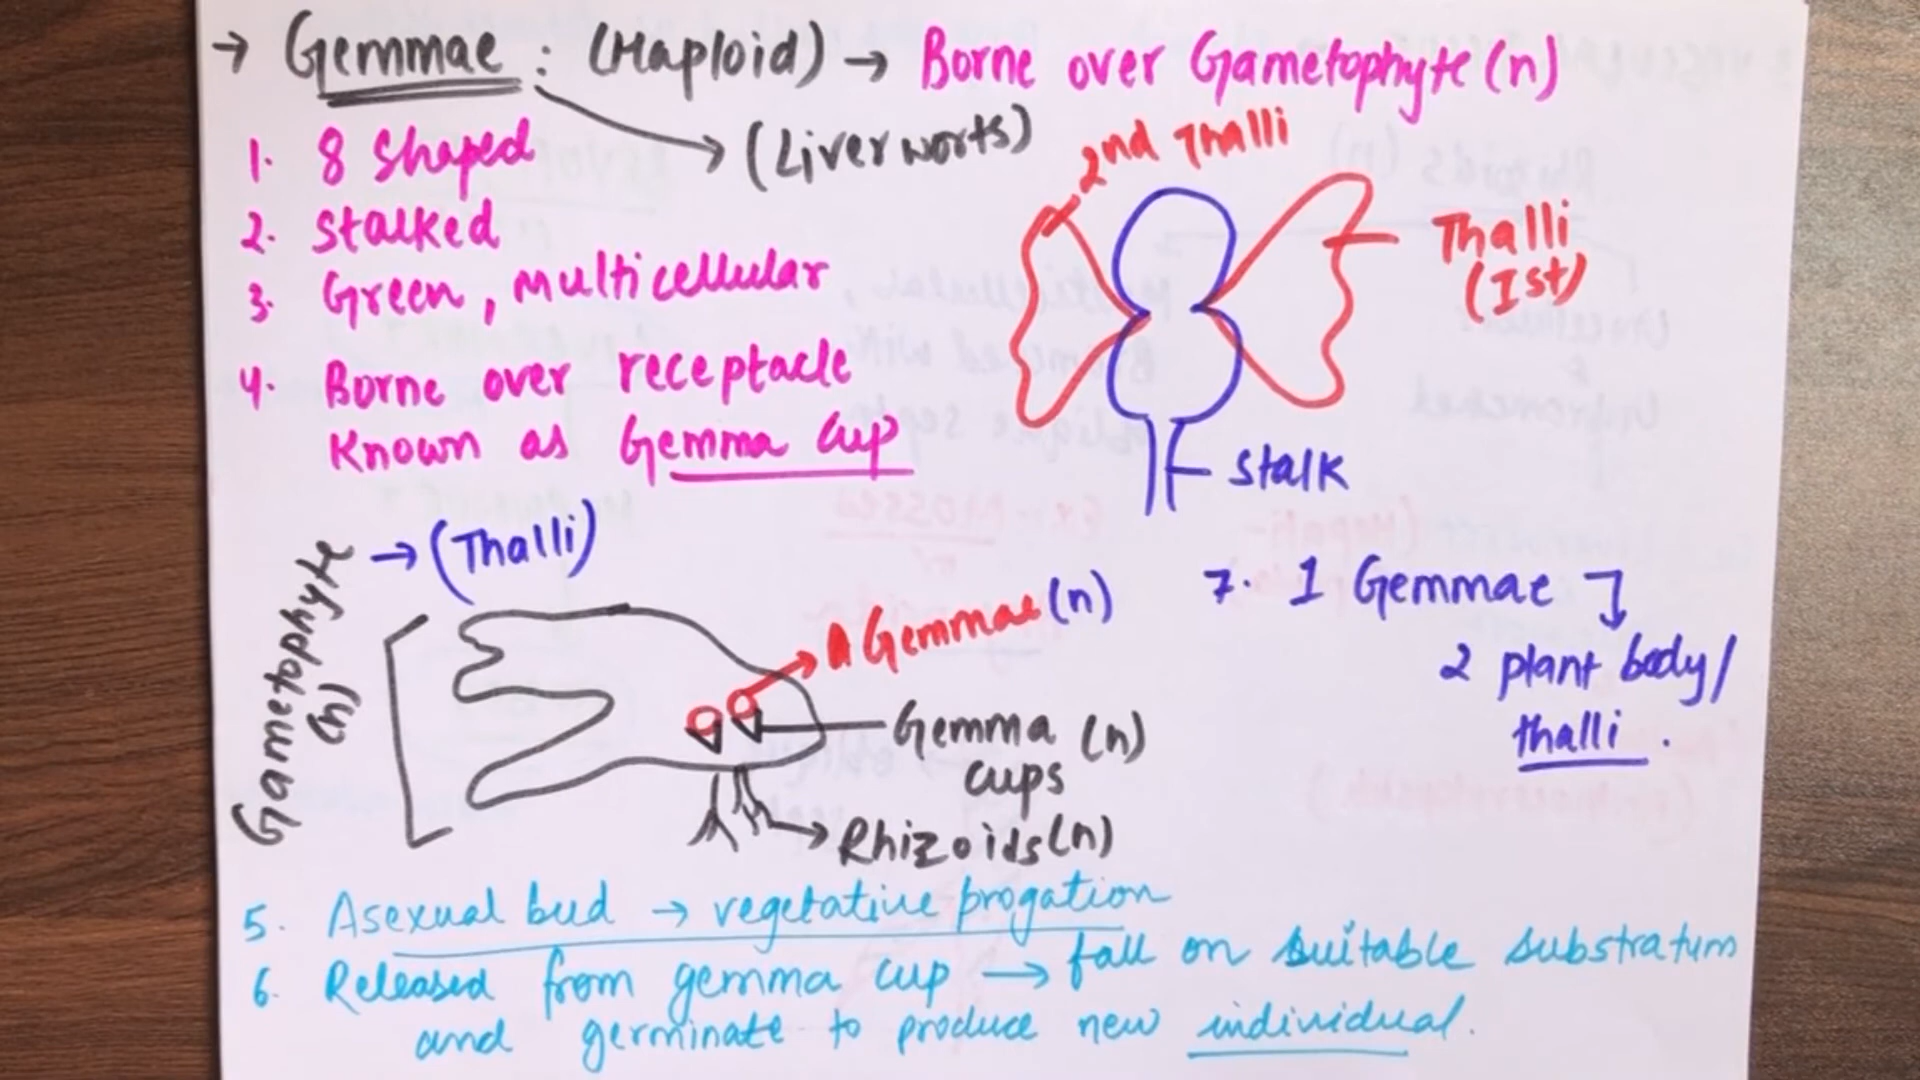 → Gemmae : (Haploid) → Borne over Gametophyte (n)
→ (Liverworts)
1. 8 Shaped
2. Stalked
3. Green, multicellular
4. Borne over receptacle
known as Gemma cup
2nd Thalli
Thalli
(Ist)
Stalk
Gametophyte
(n)
→ (Thalli)
Gemmae (n)
Gemma (n)
cups
→ Rhizoids (n)
7. 1 Gemmae
2 plant body/
thalli.
5. Asexual bud → vegetative progation
6. Released from gemma cup → fall on suitable substratum
and germinate to produce new individual.